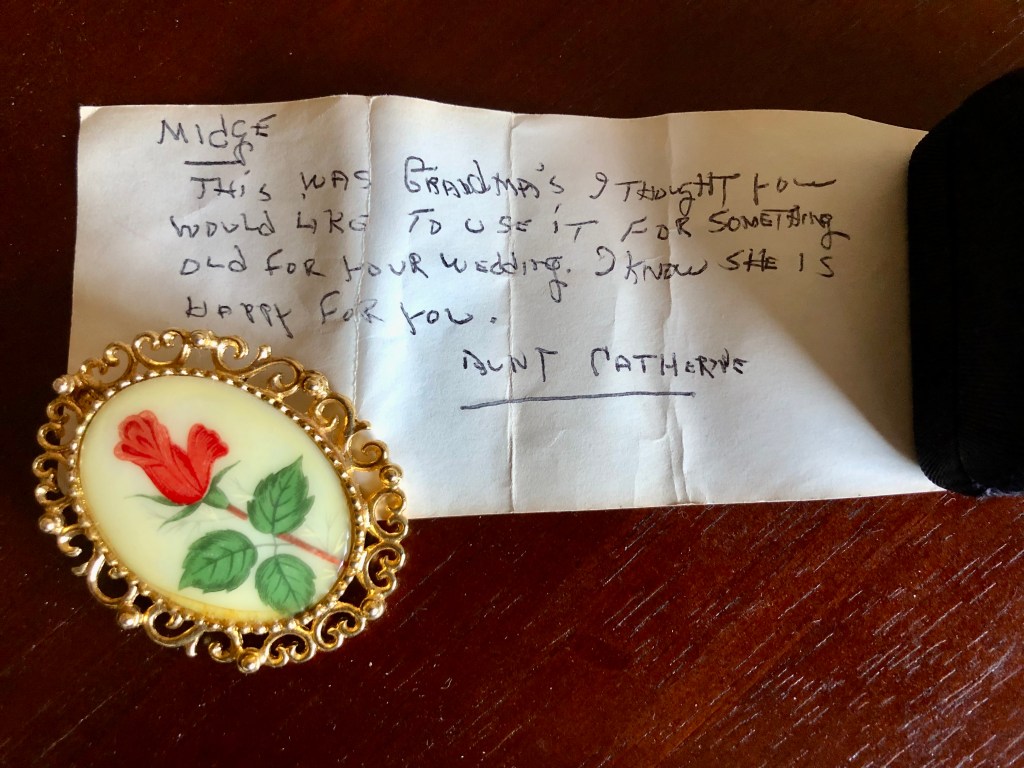 MIdgE
THiS WAS GRANdMA'S I THOUGHT YOU
WOULd LIKE TO USE iT FOR SOMETHing
OLd FOR YOUR WEddIng. I KNOW SHE IS
HAPPY FOR YOU.
AUNT CATHERINE